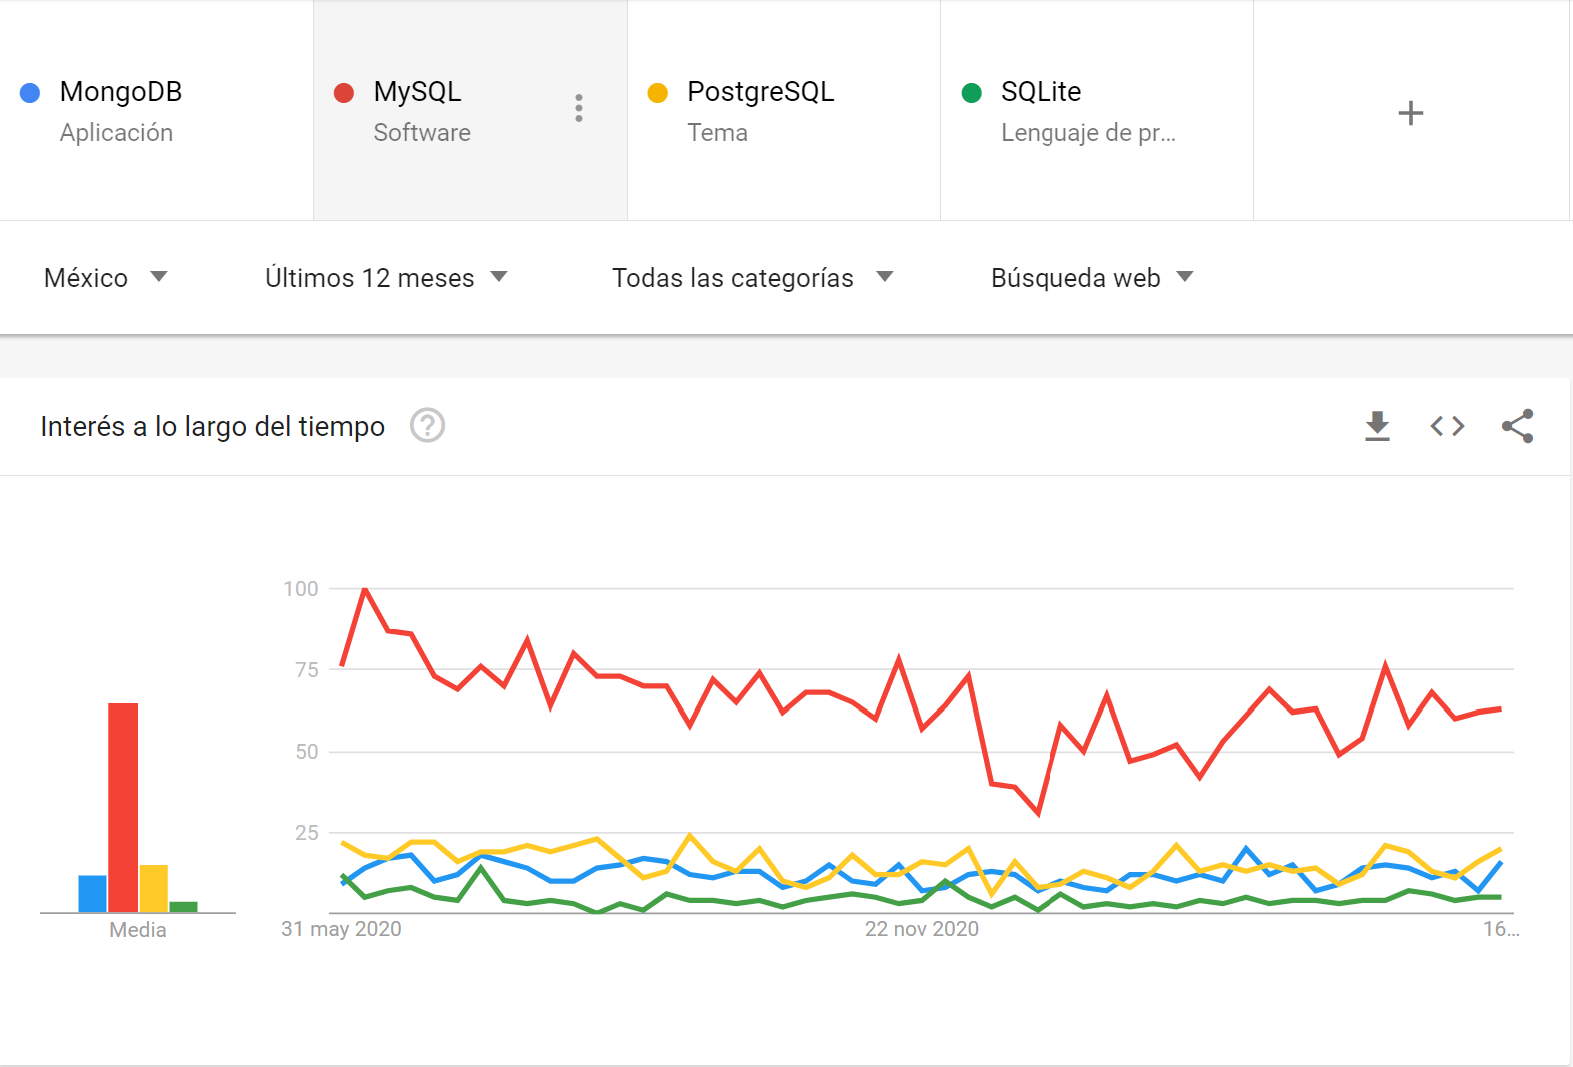 MongoDB
Aplicación
MySQL
Software
PostgreSQL
Tema
SQLite
Lenguaje de pr...
México
Últimos 12 meses
Todas las categorías
Búsqueda web
Interés a lo largo del tiempo
100
75
50
25
Media
31 may 2020
22 nov 2020
16...